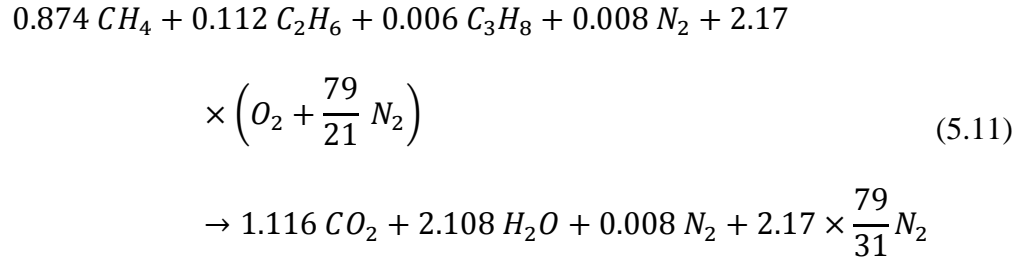 0.874 CH₄ + 0.112 C₂H₆ + 0.006 C₃H₈ + 0.008 N₂ + 2.17
× (O₂ + 79/21 N₂)
(5.11)
→ 1.116 CO₂ + 2.108 H₂O + 0.008 N₂ + 2.17 × 79/31 N₂